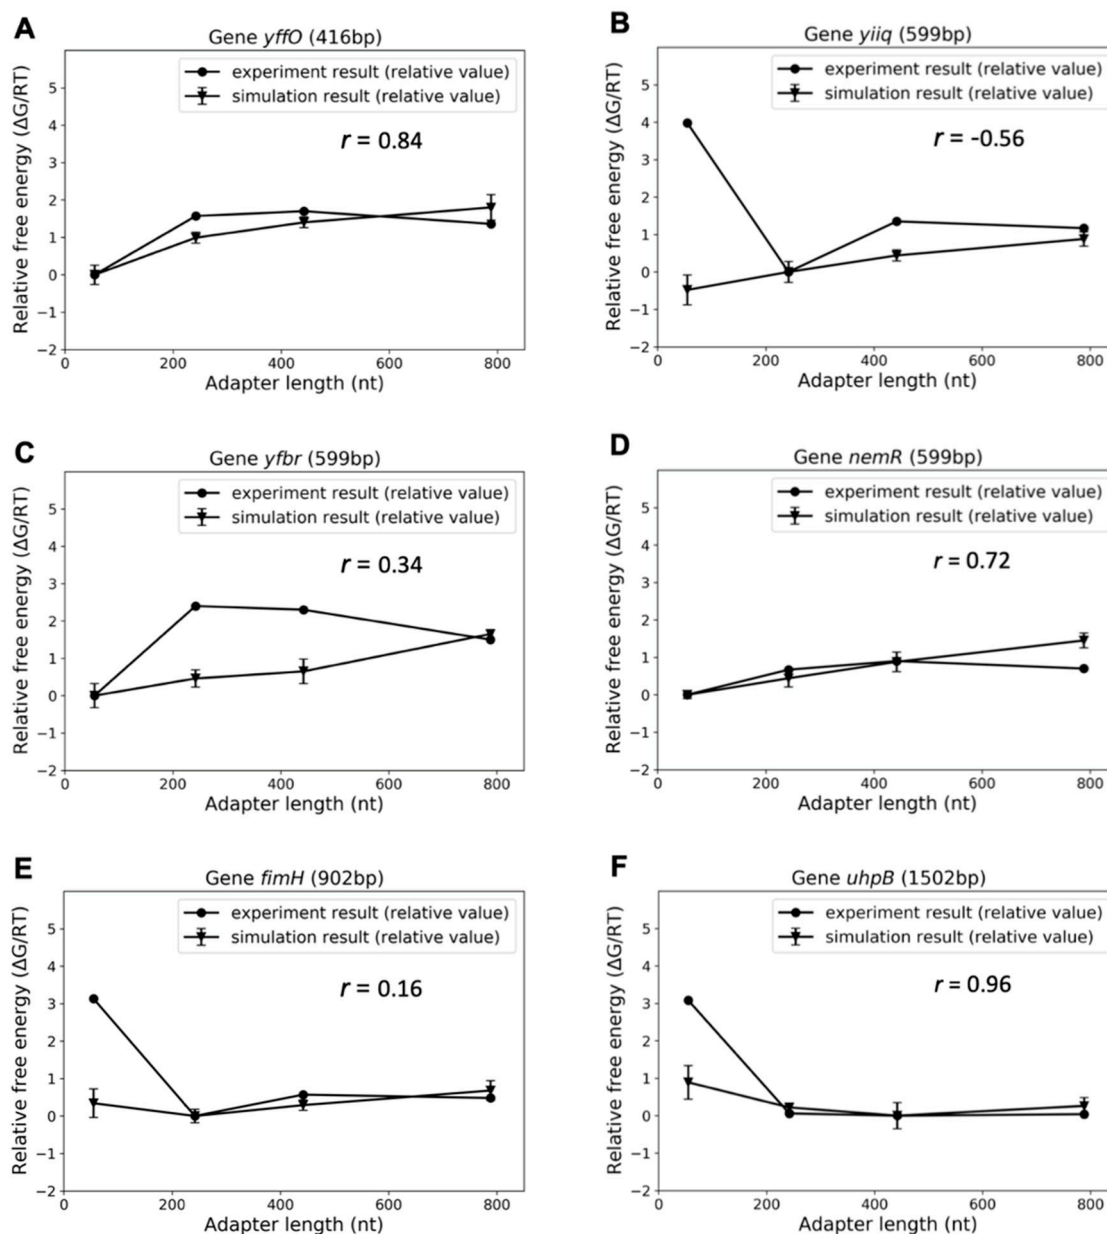 A
Gene yffO (416bp)
experiment result (relative value)
simulation result (relative value)
r = 0.84
Relative free energy (ΔG/RT)
5
4
3
2
1
0
−1
−2
0 200 400 600 800
Adapter length (nt)
B
Gene yiiq (599bp)
experiment result (relative value)
simulation result (relative value)
r = -0.56
Relative free energy (ΔG/RT)
5
4
3
2
1
0
−1
−2
0 200 400 600 800
Adapter length (nt)
C
Gene yfbr (599bp)
experiment result (relative value)
simulation result (relative value)
r = 0.34
Relative free energy (ΔG/RT)
5
4
3
2
1
0
−1
−2
0 200 400 600 800
Adapter length (nt)
D
Gene nemR (599bp)
experiment result (relative value)
simulation result (relative value)
r = 0.72
Relative free energy (ΔG/RT)
5
4
3
2
1
0
−1
−2
0 200 400 600 800
Adapter length (nt)
E
Gene fimH (902bp)
experiment result (relative value)
simulation result (relative value)
r = 0.16
Relative free energy (ΔG/RT)
5
4
3
2
1
0
−1
−2
0 200 400 600 800
Adapter length (nt)
F
Gene uhpB (1502bp)
experiment result (relative value)
simulation result (relative value)
r = 0.96
Relative free energy (ΔG/RT)
5
4
3
2
1
0
−1
−2
0 200 400 600 800
Adapter length (nt)